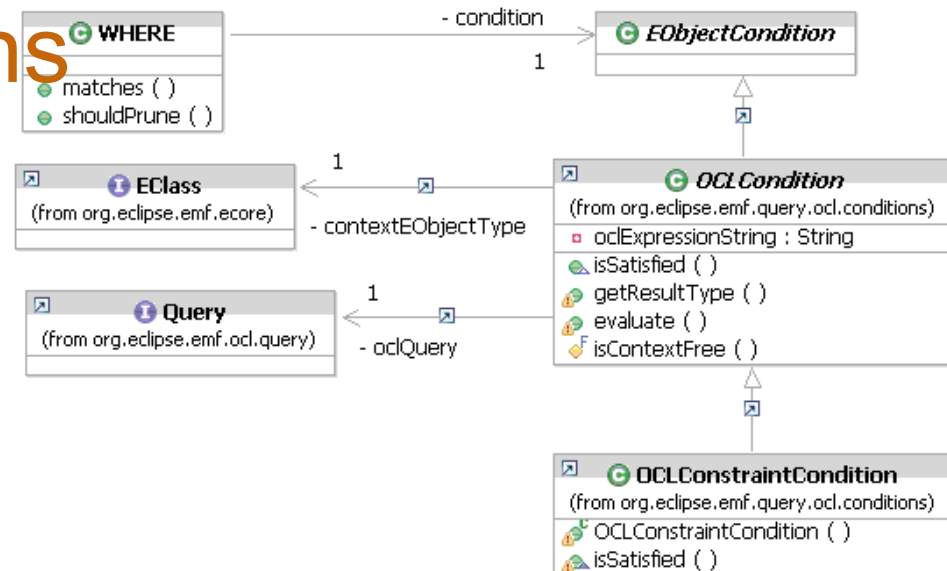 ns
- condition
WHERE
EObjectCondition
1
matches ( )
shouldPrune ( )
1
EClass
(from org.eclipse.emf.ecore)
- contextEObjectType
OCLCondition
(from org.eclipse.emf.query.ocl.conditions)
oclExpressionString : String
isSatisfied ( )
getResultType ( )
evaluate ( )
isContextFree ( )
1
Query
(from org.eclipse.emf.ocl.query)
- oclQuery
OCLConstraintCondition
(from org.eclipse.emf.query.ocl.conditions)
OCLConstraintCondition ( )
isSatisfied ( )